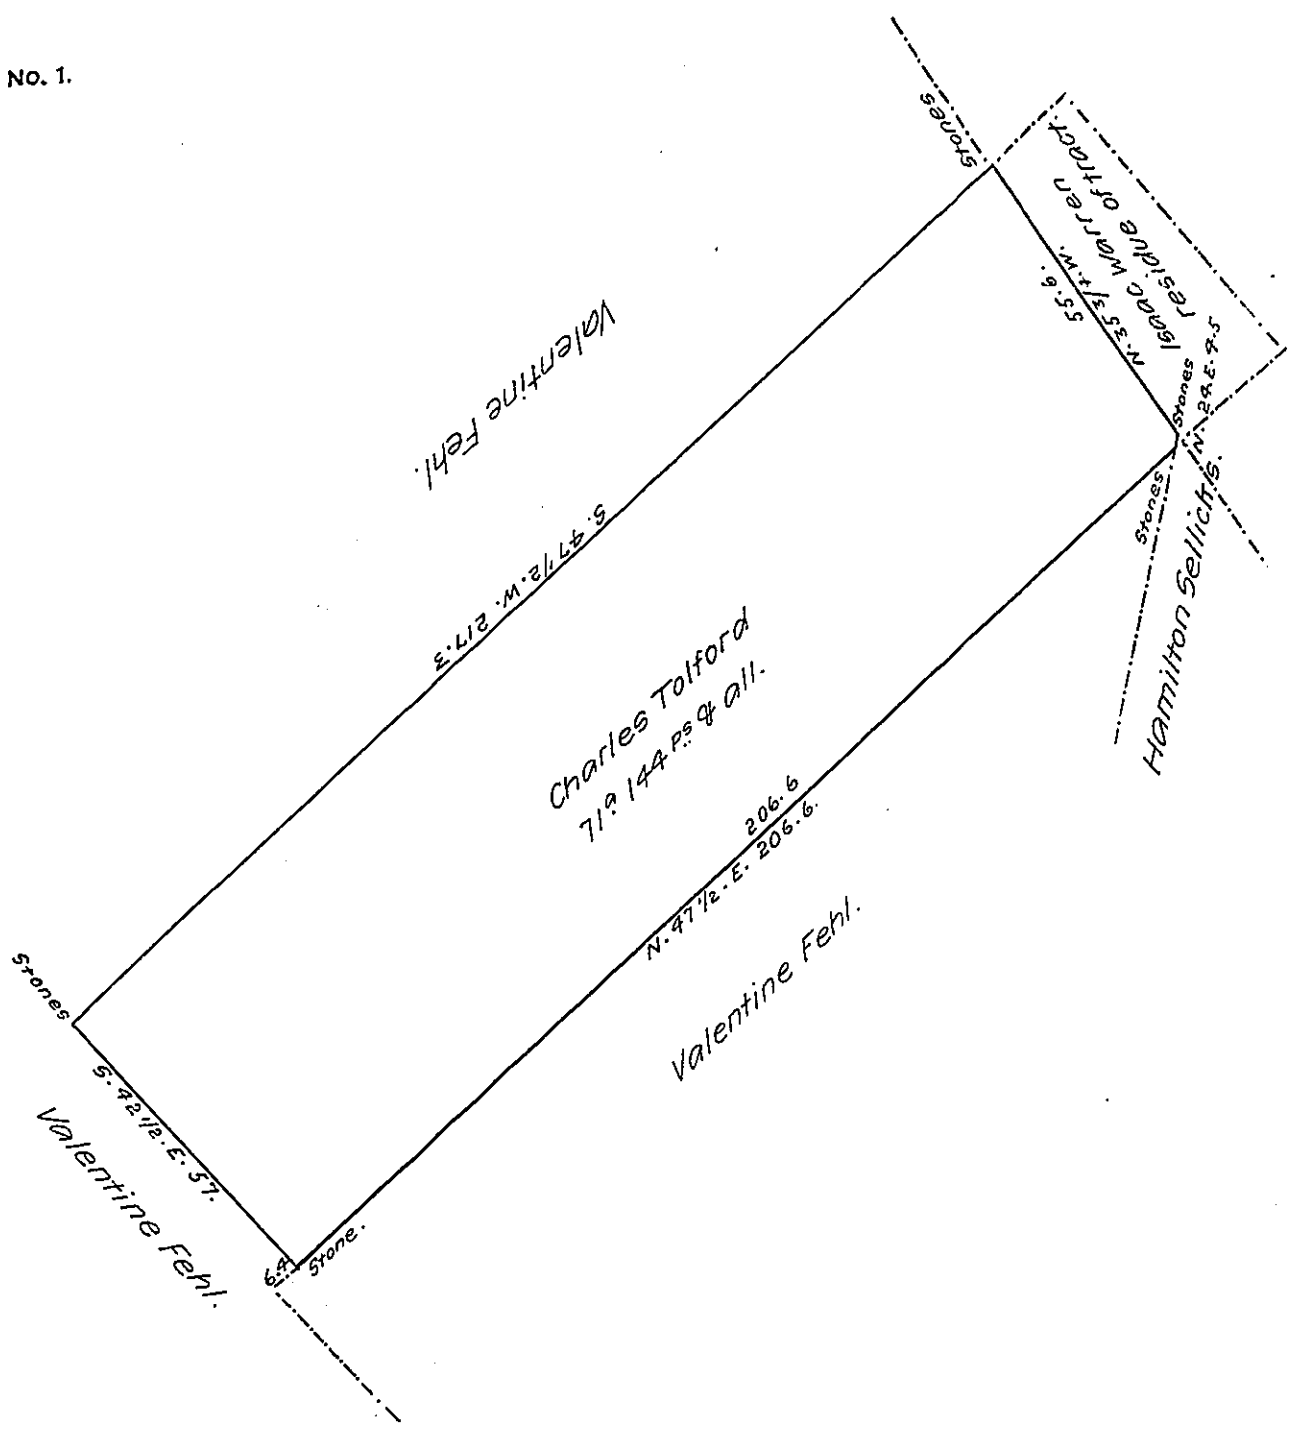 No. 1.
Stones
Isaac Warren
residue of tract.
N. 35 3/4. W.
55.6.
Stones
N. 24. E. 4.5
Stones
Hamilton Sellick's.
Valentine Fehl.
S. 47 1/2. W. 217.3
Charles Tolford
71a 144 ps & all.
206.6
N. 47 1/2. E. 206.6.
Valentine Fehl.
Stones
S. 42 1/2. E. 57.
Valentine Fehl.
6.4
Stone.